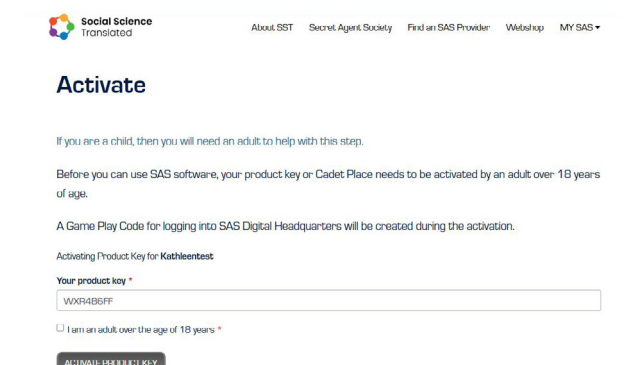 Social Science
Translated
About SST Secret Agent Society Find an SAS Provider Webshop MY SAS
Activate
If you are a child, then you will need an adult to help with this step.
Before you can use SAS software, your product key or Cadet Place needs to be activated by an adult over 18 years
of age.
A Game Play Code for logging into SAS Digital Headquarters will be created during the activation.
Activating Product Key for Kathleentest
Your product key *
WXR4B6FF
I am an adult over the age of 18 years *
ACTIVATE PRODUCT KEY